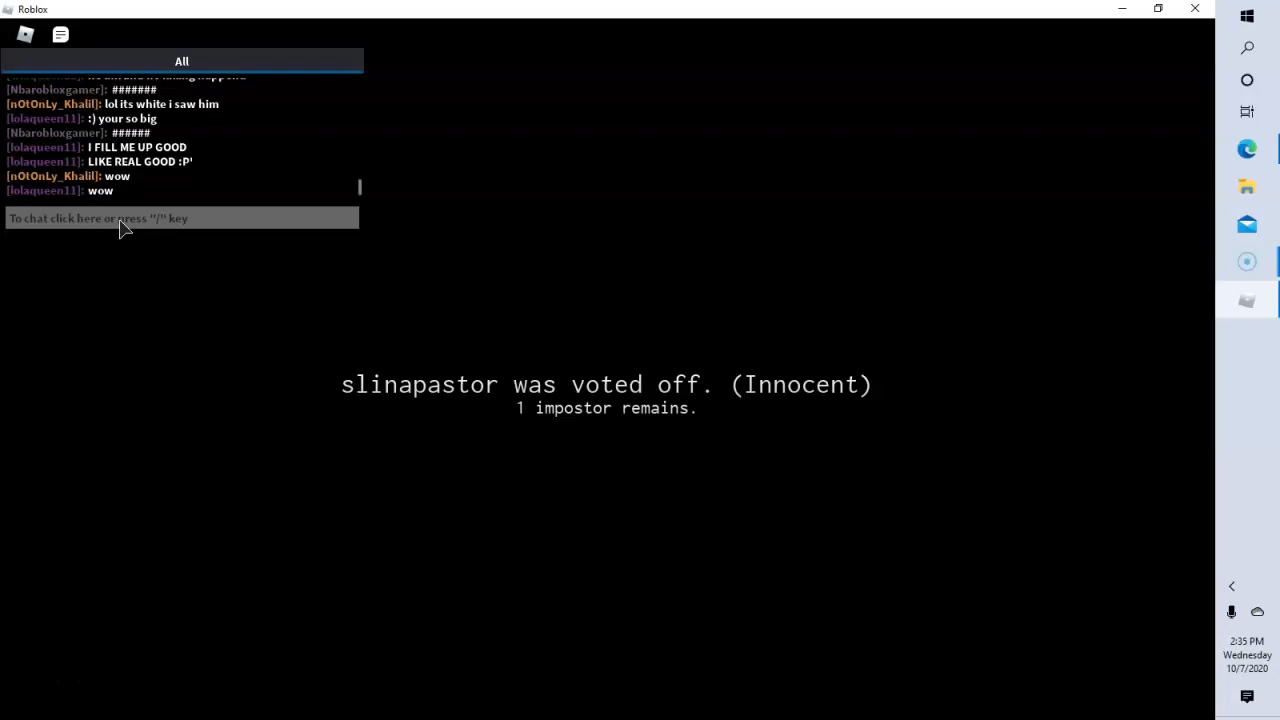 Roblox
All
[Nbarobloxgamer]: #######
[nOtOnLy_Khalil]: lol its white i saw him
[lolaqueen11]: :) your so big
[Nbarobloxgamer]: ######
[lolaqueen11]: I FILL ME UP GOOD
[lolaqueen11]: LIKE REAL GOOD :P'
[nOtOnLy_Khalil]: wow
[lolaqueen11]: wow
To chat click here or press "/" key
slinapastor was voted off. (Innocent)
1 impostor remains.
2:35 PM
Wednesday
10/7/2020